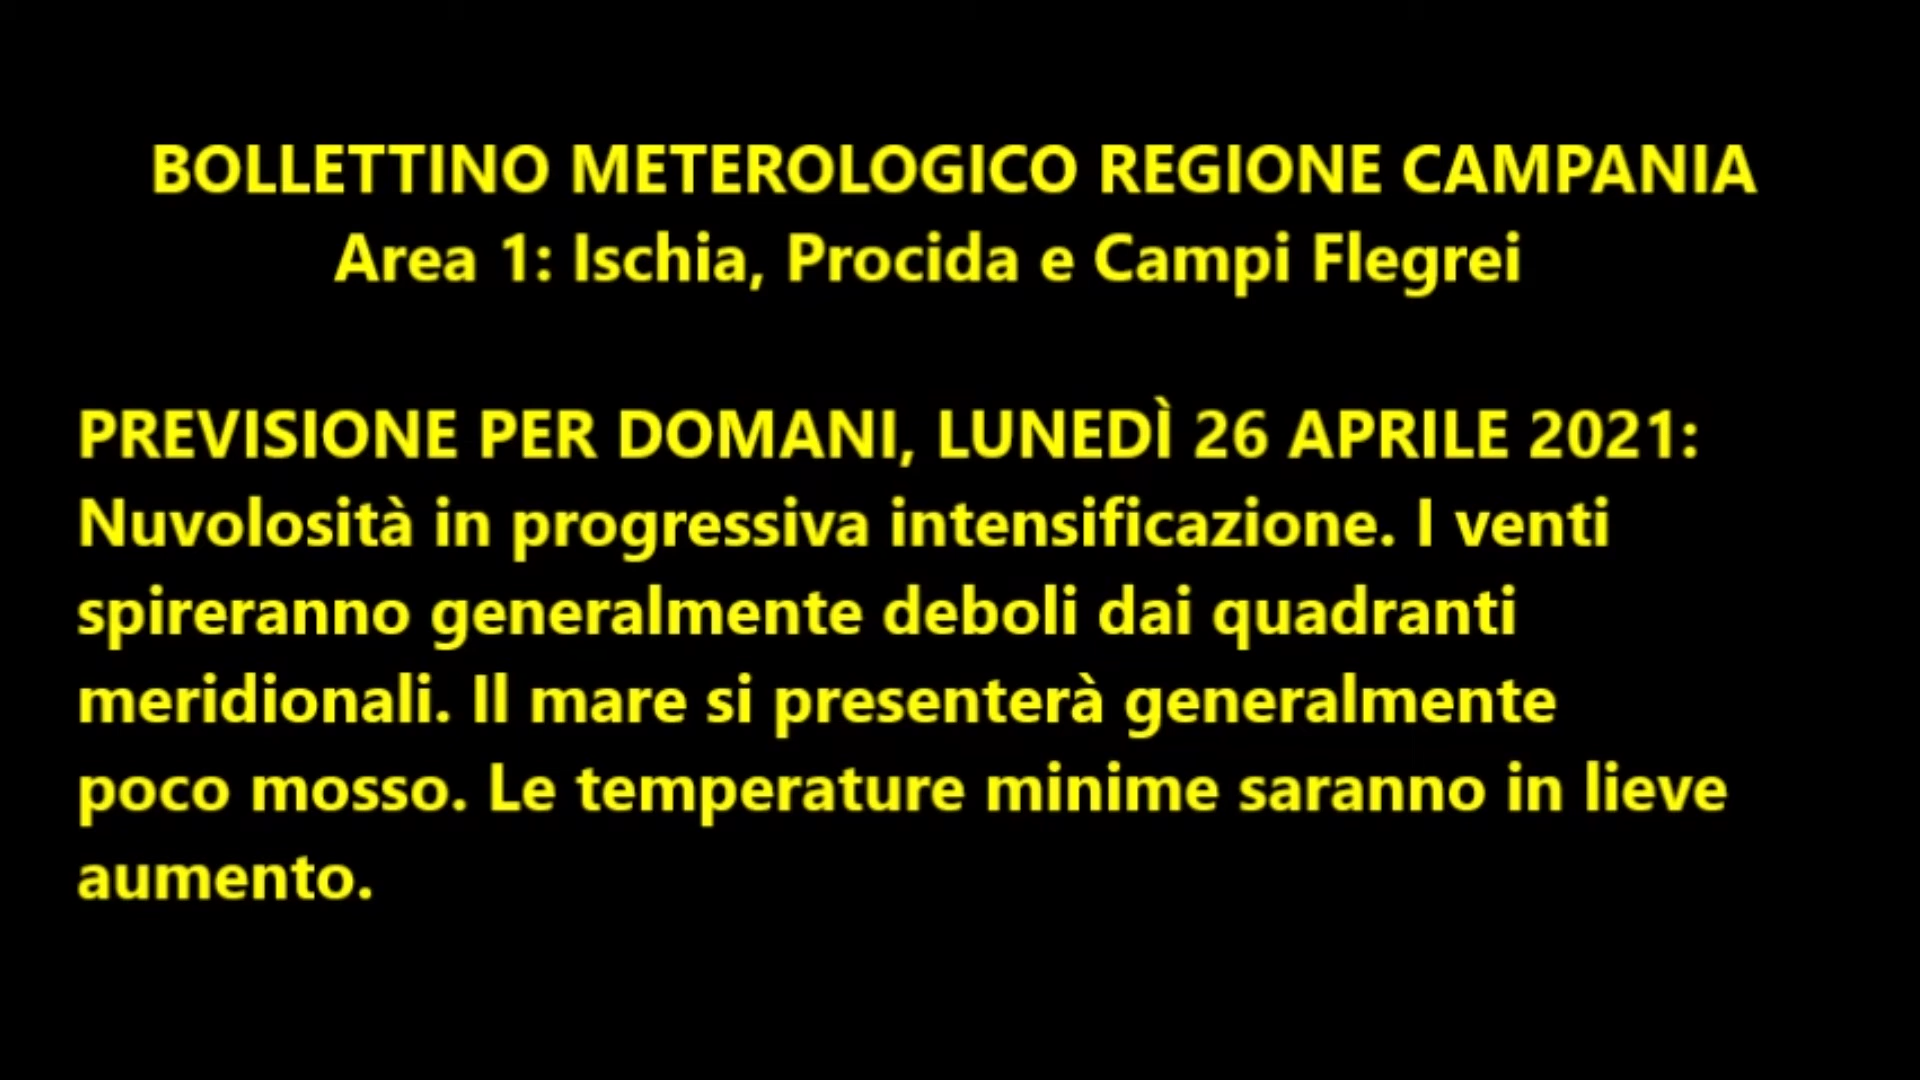 BOLLETTINO METEROLOGICO REGIONE CAMPANIA
Area 1: Ischia, Procida e Campi Flegrei
PREVISIONE PER DOMANI, LUNEDÌ 26 APRILE 2021:
Nuvolosità in progressiva intensificazione. I venti
spireranno generalmente deboli dai quadranti
meridionali. Il mare si presenterà generalmente
poco mosso. Le temperature minime saranno in lieve
aumento.